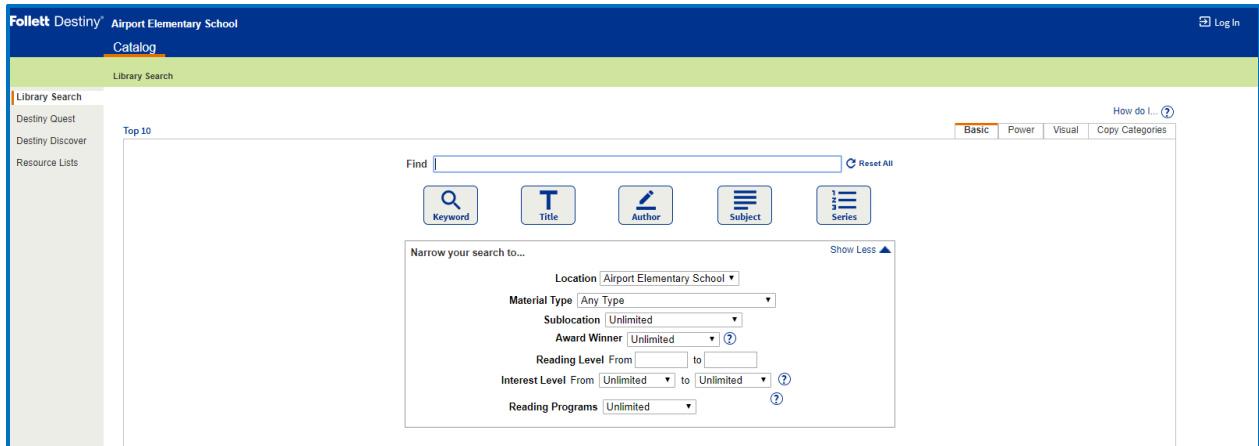 Follett Destiny® Airport Elementary School
Log In
Catalog
Library Search
Library Search
Destiny Quest
Destiny Discover
Resource Lists
How do I... ?
Top 10
Basic Power Visual Copy Categories
Find Reset All
Keyword Title Author Subject Series
Narrow your search to... Show Less
Location Airport Elementary School
Material Type Any Type
Sublocation Unlimited
Award Winner Unlimited ?
Reading Level From to
Interest Level From Unlimited to Unlimited ?
Reading Programs Unlimited ?